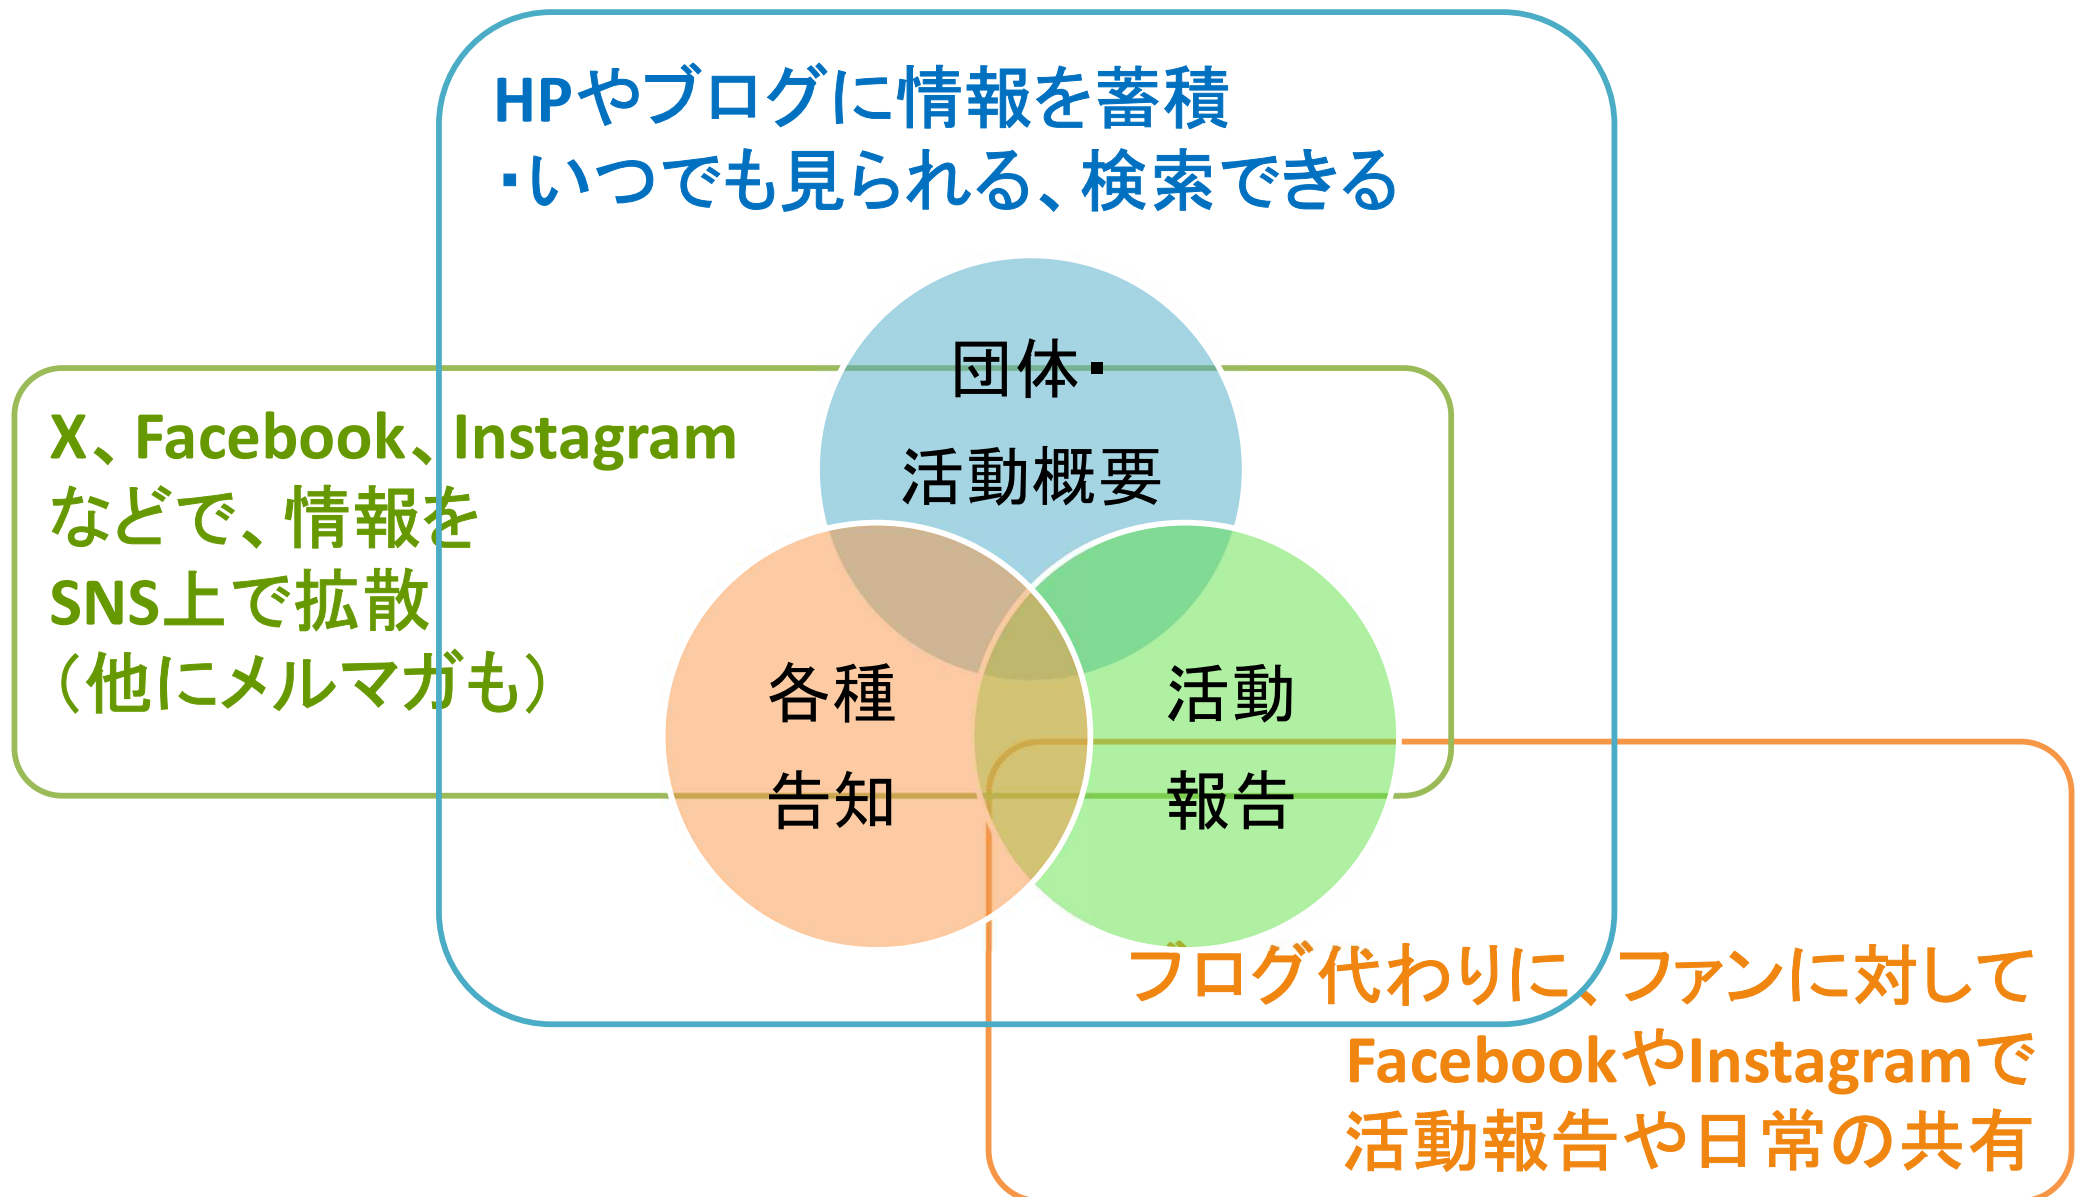 HPやブログに情報を蓄積
・いつでも見られる、検索できる
団体・
活動概要
X、Facebook、Instagram
などで、情報を
SNS上で拡散
（他にメルマガも）
各種
告知
活動
報告
ブログ代わりに、ファンに対して
FacebookやInstagramで
活動報告や日常の共有